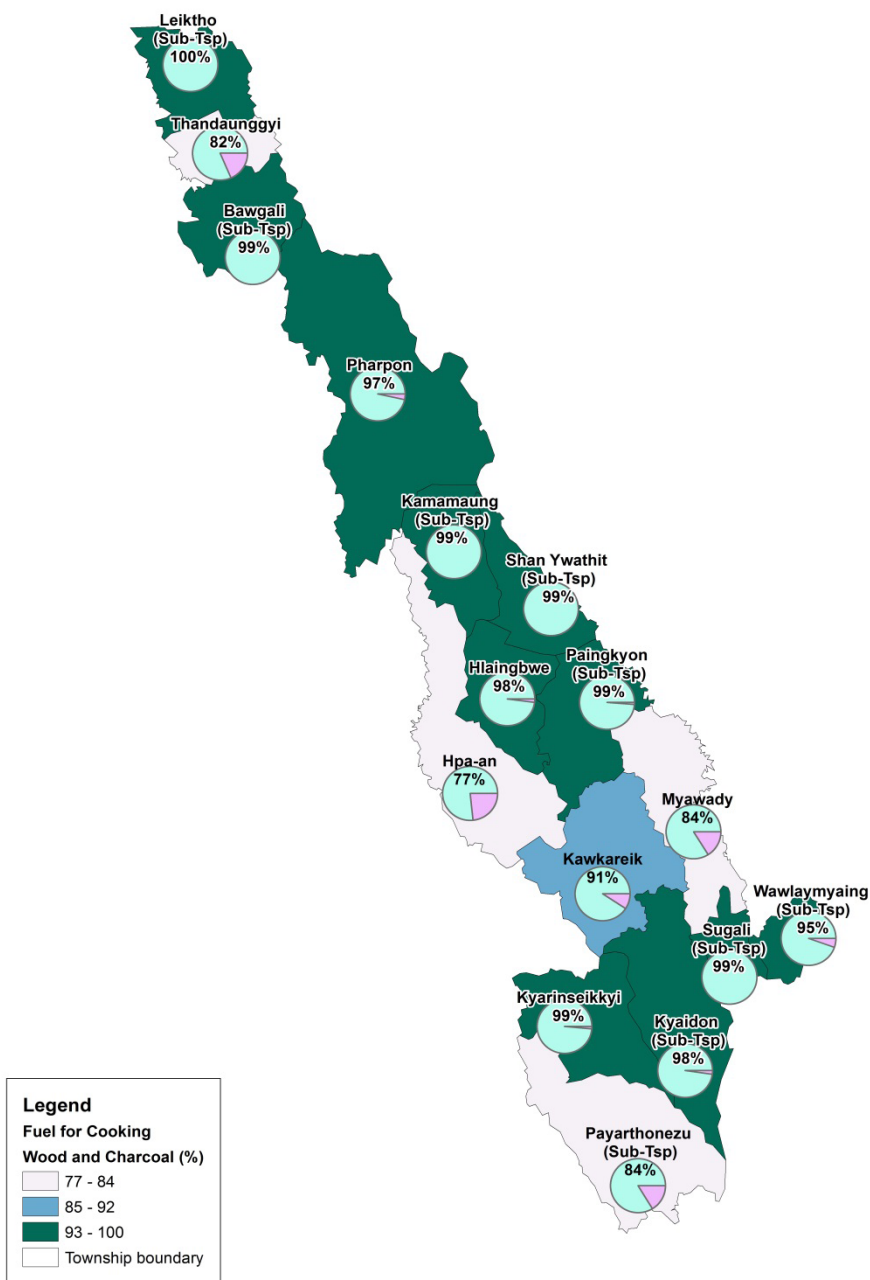 Leiktho
(Sub-Tsp)
100%
Thandaunggyi
82%
Bawgali
(Sub-Tsp)
99%
Pharpon
97%
Kamamaung
(Sub-Tsp)
99%
Shan Ywathit
(Sub-Tsp)
99%
Hlaingbwe
98%
Paingkyon
(Sub-Tsp)
99%
Hpa-an
77%
Myawady
84%
Kawkareik
91%
Wawlaymyaing
(Sub-Tsp)
95%
Sugali
(Sub-Tsp)
99%
Kyarinseikkyi
99%
Kyaidon
(Sub-Tsp)
98%
Payarthonezu
(Sub-Tsp)
84%
Legend
Fuel for Cooking
Wood and Charcoal (%)
77 - 84
85 - 92
93 - 100
Township boundary